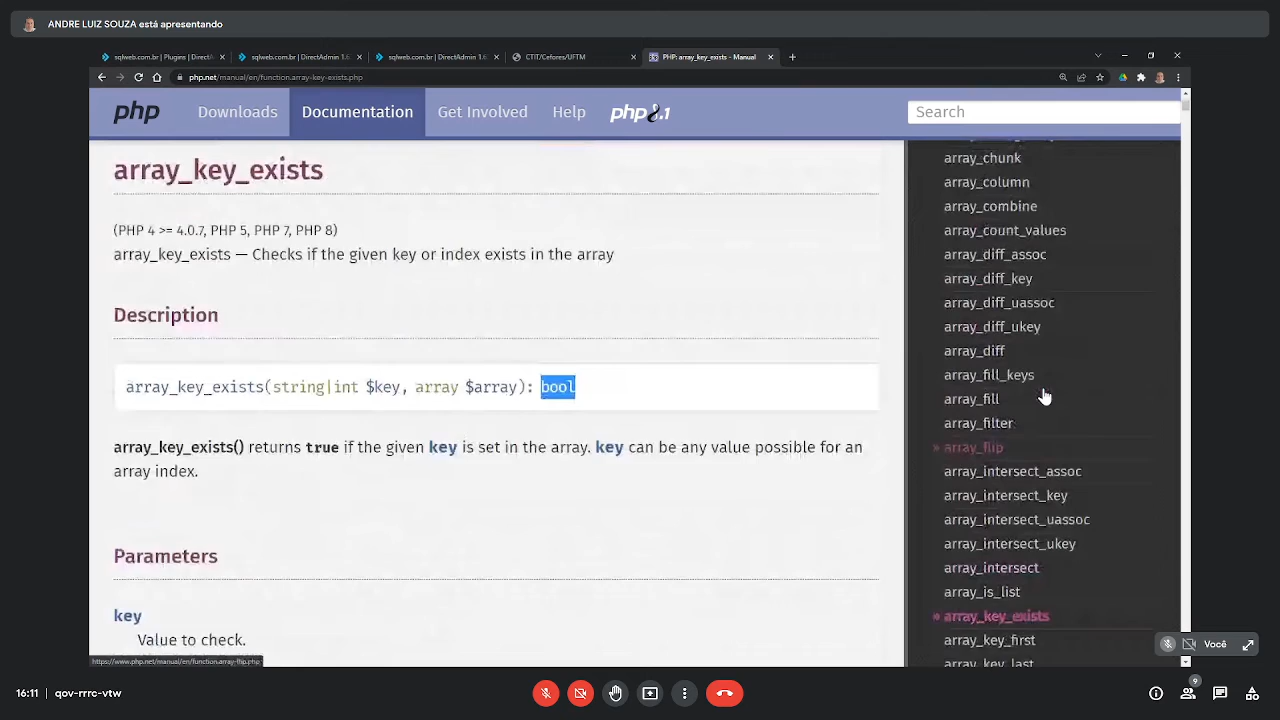 ANDRE LUIZ SOUZA está apresentando
sqlweb.com.br | Plugins | DirectA
sqlweb.com.br | DirectAdmin 1.6
sqlweb.com.br | DirectAdmin 1.6
CTIT/Cefores/UFTM
PHP: array_key_exists - Manual
php.net/manual/en/function.array-key-exists.php
php
Downloads
Documentation
Get Involved
Help
php8.1
Search
array_key_exists
(PHP 4 >= 4.0.7, PHP 5, PHP 7, PHP 8)
array_key_exists — Checks if the given key or index exists in the array
Description
array_key_exists(string|int $key, array $array): bool
array_key_exists() returns true if the given key is set in the array. key can be any value possible for an
array index.
Parameters
key
Value to check.
https://www.php.net/manual/en/function.array-flip.php
array_chunk
array_column
array_combine
array_count_values
array_diff_assoc
array_diff_key
array_diff_uassoc
array_diff_ukey
array_diff
array_fill_keys
array_fill
array_filter
» array_flip
array_intersect_assoc
array_intersect_key
array_intersect_uassoc
array_intersect_ukey
array_intersect
array_is_list
» array_key_exists
array_key_first
array_key_last
Você
16:11 | qov-rrrc-vtw
9